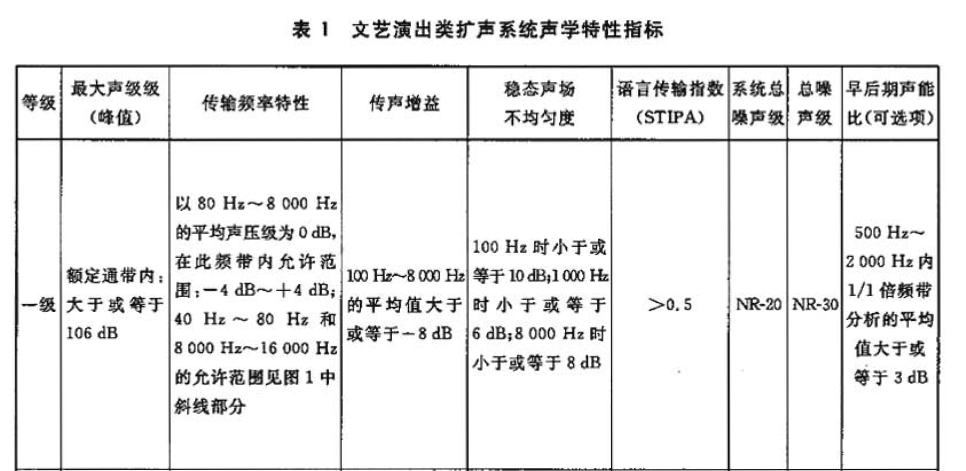 表 1 文艺演出类扩声系统声学特性指标
等级
最大声级级
(峰值)
传输频率特性
传声增益
稳态声场
不均匀度
语言传输指数
(STIPA)
系统总
噪声级
总噪
声级
早后期声能
比(可选项)
一级
额定通带内:
大于或等于
106 dB
以 80 Hz～8 000 Hz
的平均声压级为 0 dB,
在此频带内允许范
围:-4 dB～+4 dB;
40 Hz～80 Hz 和
8 000 Hz～16 000 Hz
的允许范围见图 1 中
斜线部分
100 Hz～8 000 Hz
的平均值大于
或等于-8 dB
100 Hz 时小于或
等于 10 dB;1 000 Hz
时小于或等于
6 dB;8 000 Hz 时
小于或等于 8 dB
>0.5
NR-20
NR-30
500 Hz～
2 000 Hz 内
1/1 倍频带
分析的平均
值大于或
等于 3 dB